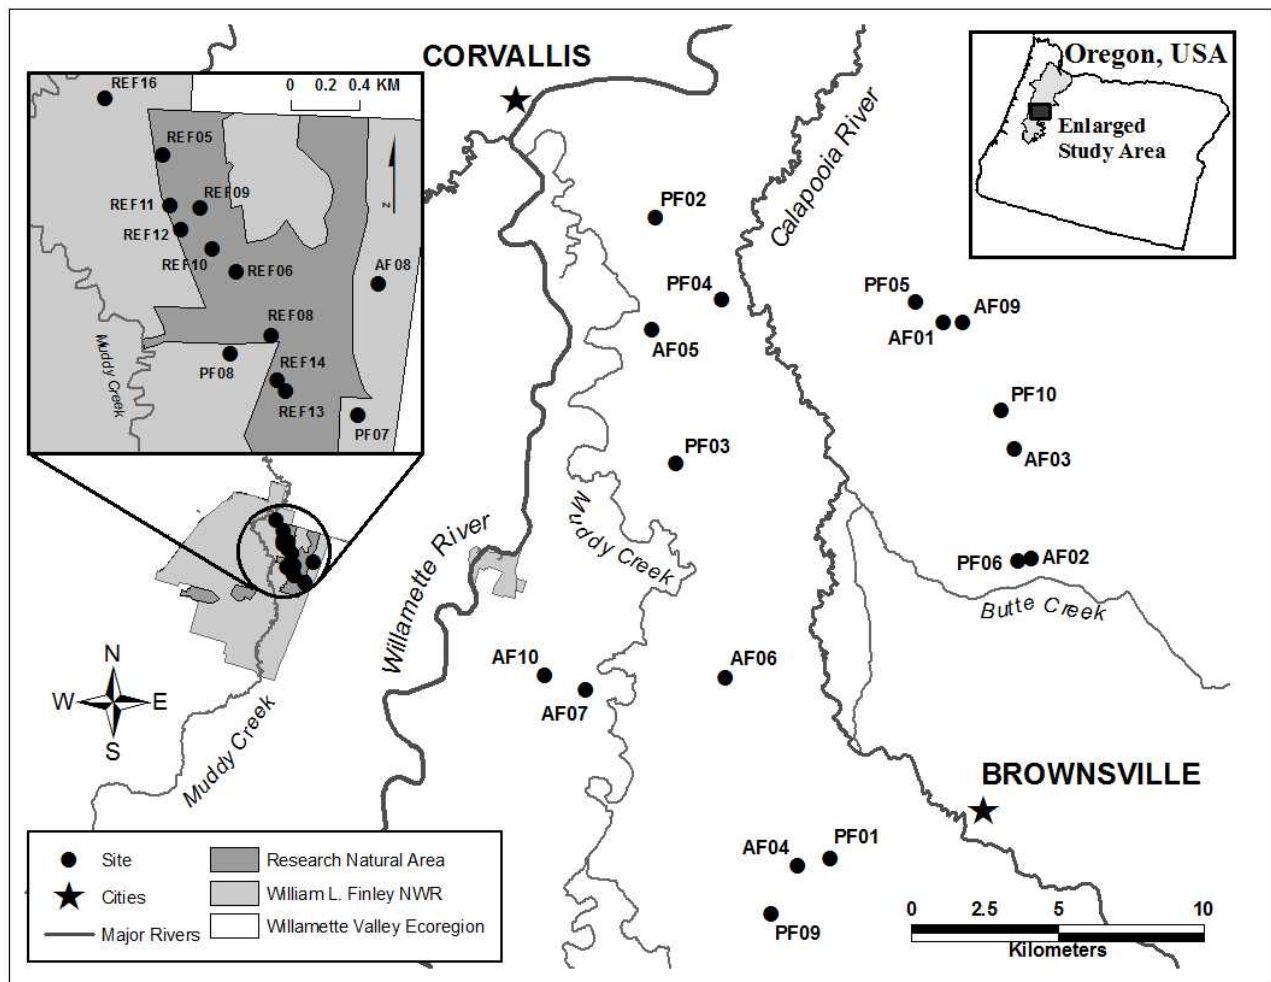 CORVALLIS
Oregon, USA
Enlarged
Study Area
REF16
0 0.2 0.4 KM
REF05
REF09
REF11
REF12
REF10
REF06
AF08
REF08
PF08
REF14
REF13
PF07
Muddy Creek
N
Calapooia River
PF02
PF04
AF05
PF05
AF09
AF01
PF10
AF03
PF03
Muddy Creek
Willamette River
PF06
AF02
Butte Creek
AF10
AF07
AF06
N
W
E
S
Muddy Creek
BROWNSVILLE
AF04
PF01
PF09
Site
Cities
Major Rivers
Research Natural Area
William L. Finley NWR
Willamette Valley Ecoregion
0 2.5 5 10
Kilometers